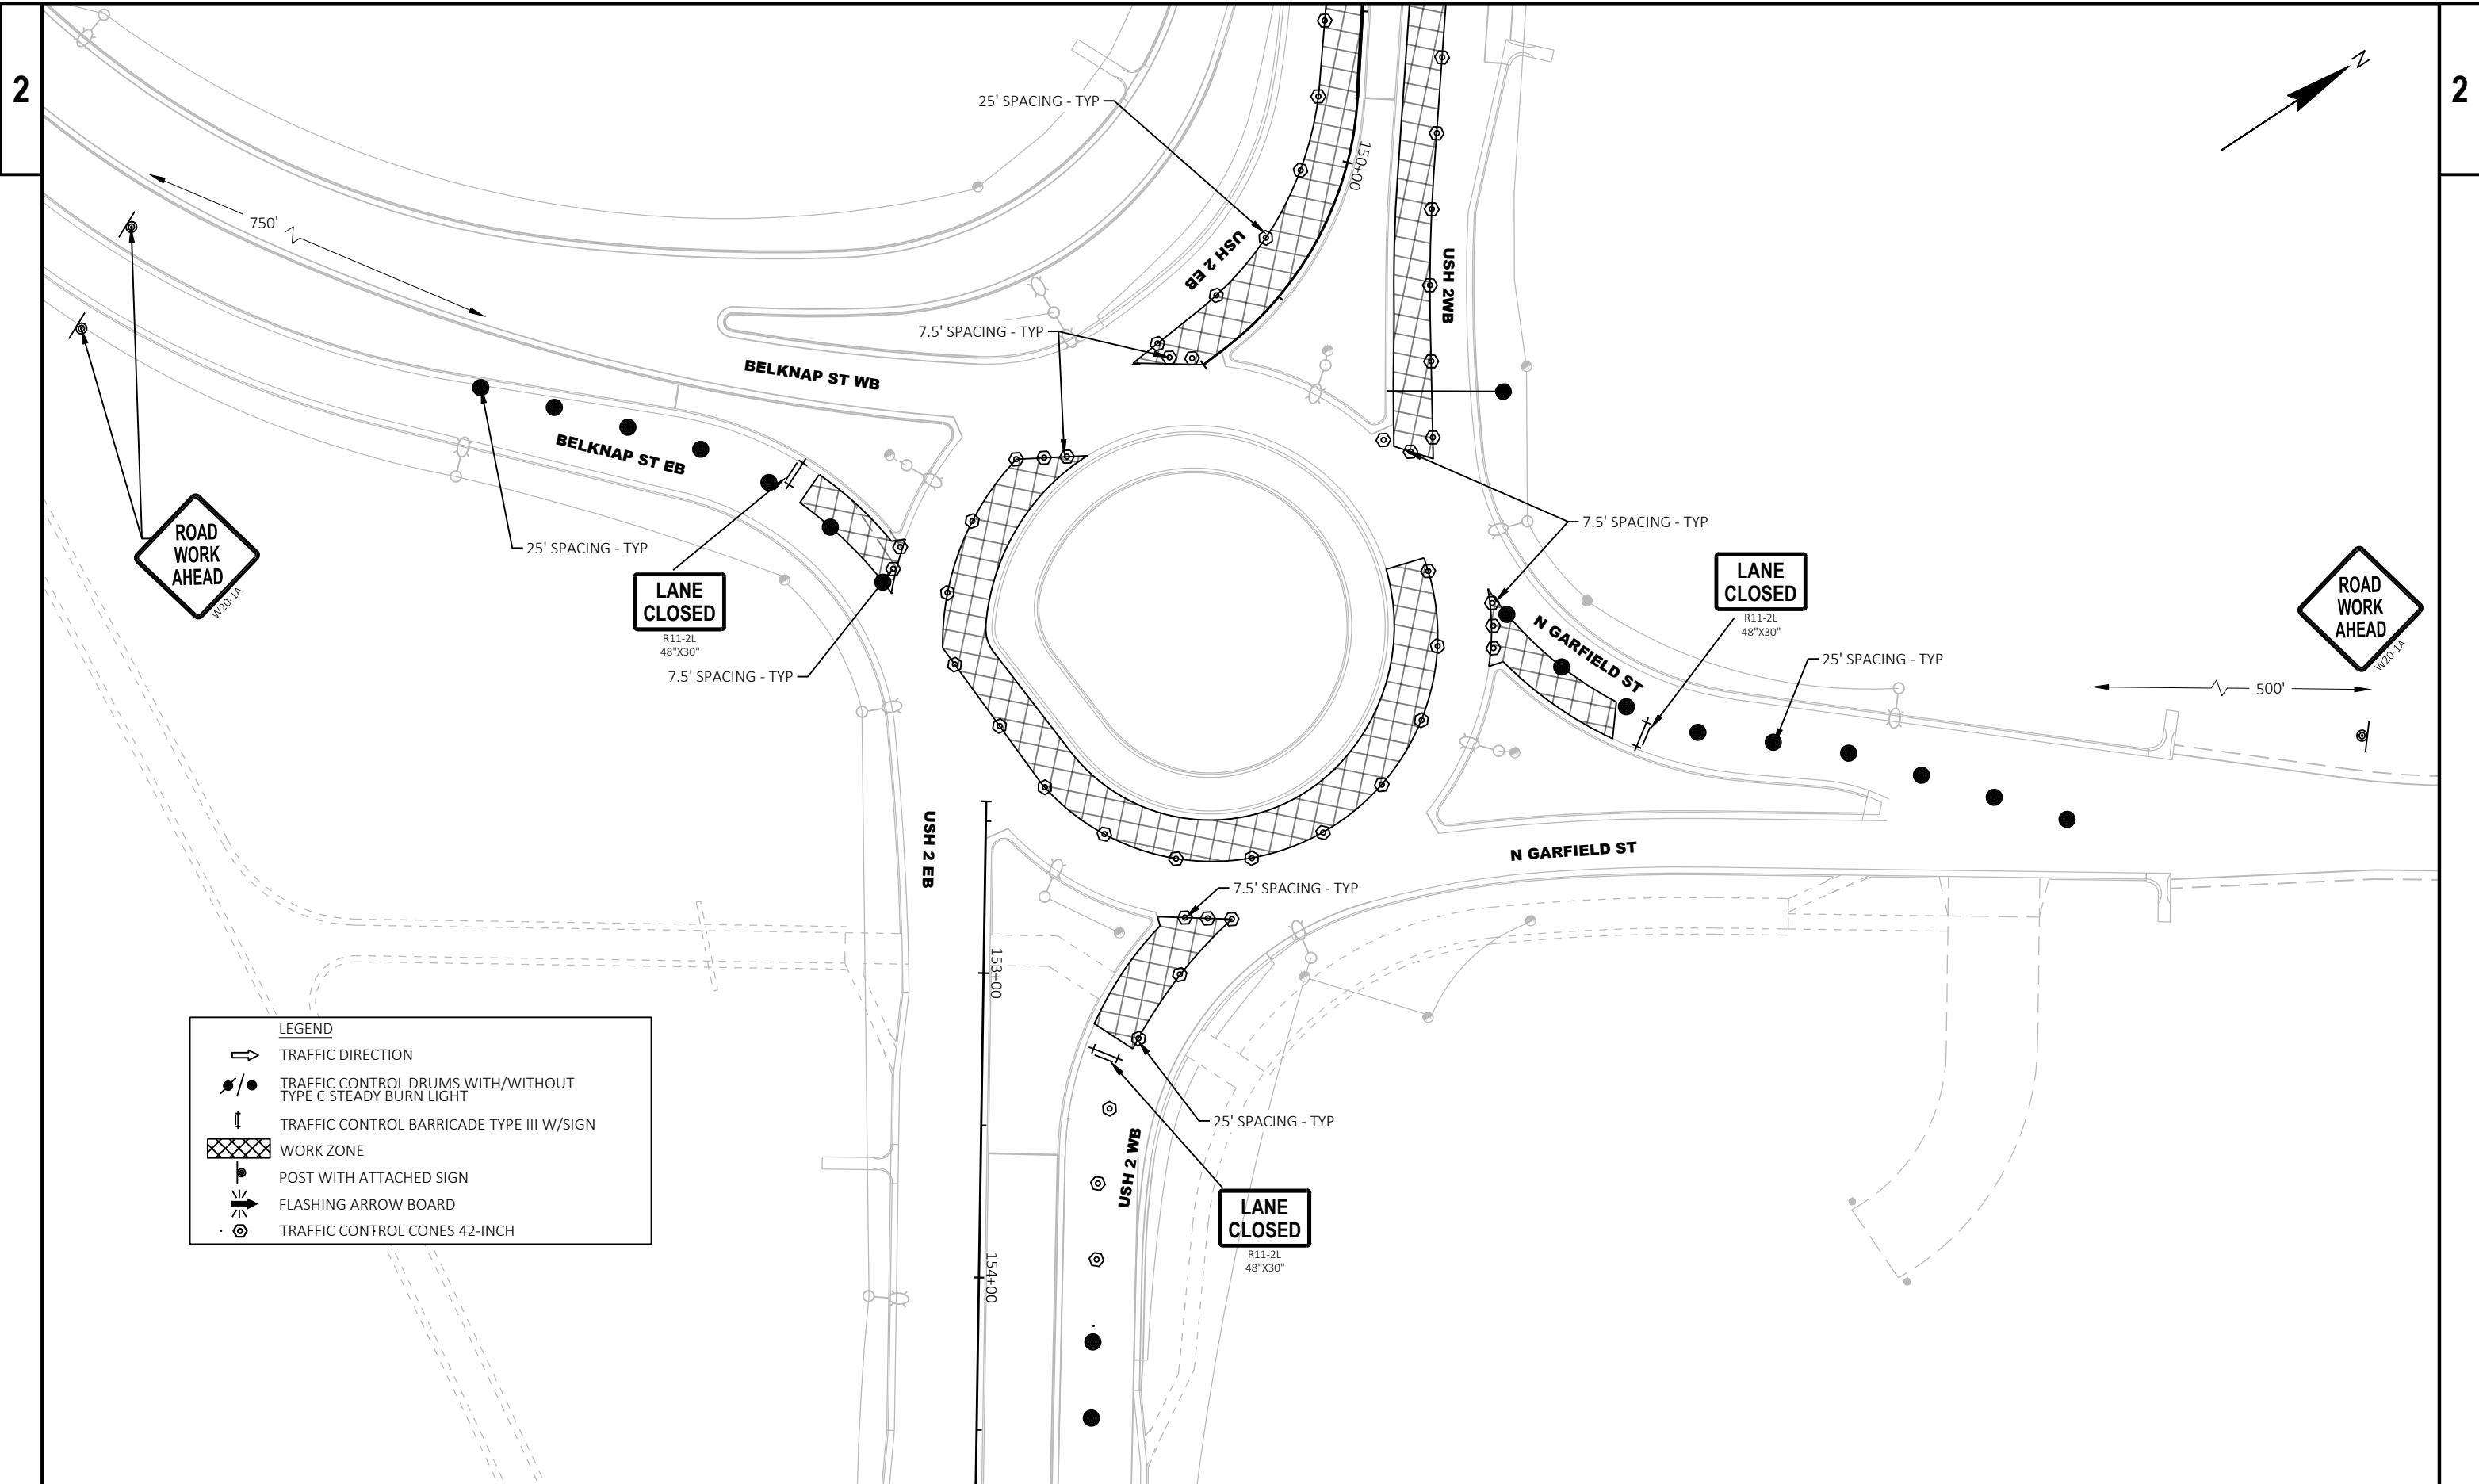 2
2
N
25' SPACING - TYP
150+00
750'
USH 2 EB
USH 2WB
7.5' SPACING - TYP
BELKNAP ST WB
BELKNAP ST EB
ROAD
WORK
AHEAD
W20-1A
25' SPACING - TYP
LANE
CLOSED
R11-2L
48"X30"
7.5' SPACING - TYP
7.5' SPACING - TYP
LANE
CLOSED
R11-2L
48"X30"
N GARFIELD ST
25' SPACING - TYP
ROAD
WORK
AHEAD
W20-1A
500'
USH 2 EB
N GARFIELD ST
7.5' SPACING - TYP
153+00
25' SPACING - TYP
USH 2 WB
LANE
CLOSED
R11-2L
48"X30"
154+00
LEGEND
TRAFFIC DIRECTION
TRAFFIC CONTROL DRUMS WITH/WITHOUT
TYPE C STEADY BURN LIGHT
TRAFFIC CONTROL BARRICADE TYPE III W/SIGN
WORK ZONE
POST WITH ATTACHED SIGN
FLASHING ARROW BOARD
TRAFFIC CONTROL CONES 42-INCH